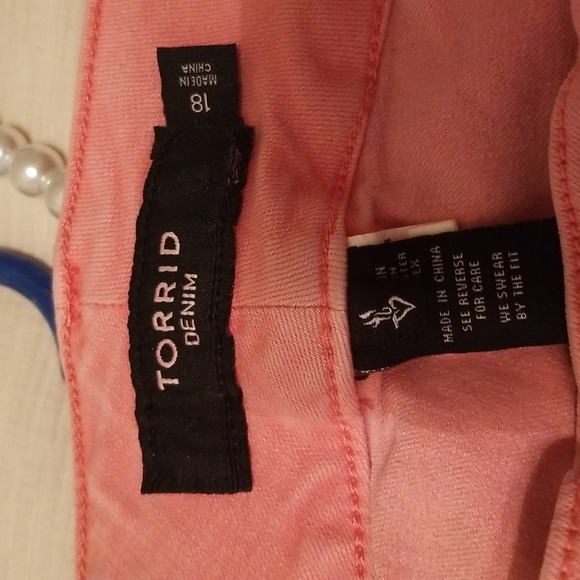 TORRID
DENIM
18
MADE IN
CHINA
MADE IN CHINA
SEE REVERSE
FOR CARE
WE SWEAR
BY THE FIT